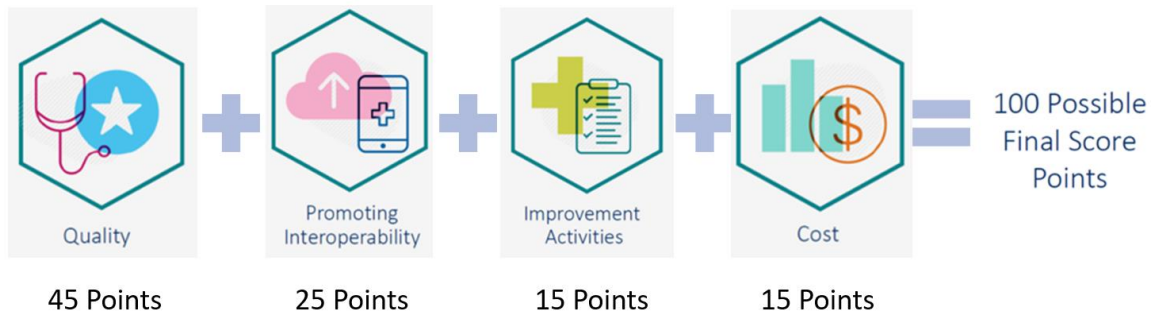 Quality
Promoting
Interoperability
Improvement
Activities
Cost
$
100 Possible
Final Score
Points
45 Points
25 Points
15 Points
15 Points